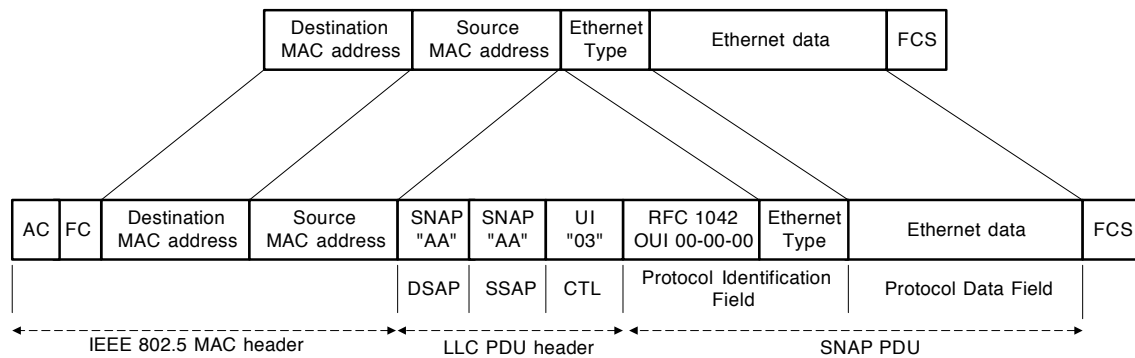 Destination
MAC address
Source
MAC address
Ethernet
Type
Ethernet data
FCS
AC
FC
Destination
MAC address
Source
MAC address
SNAP
"AA"
SNAP
"AA"
UI
"03"
RFC 1042
OUI 00-00-00
Ethernet
Type
Ethernet data
FCS
DSAP
SSAP
CTL
Protocol Identification
Field
Protocol Data Field
IEEE 802.5 MAC header
LLC PDU header
SNAP PDU